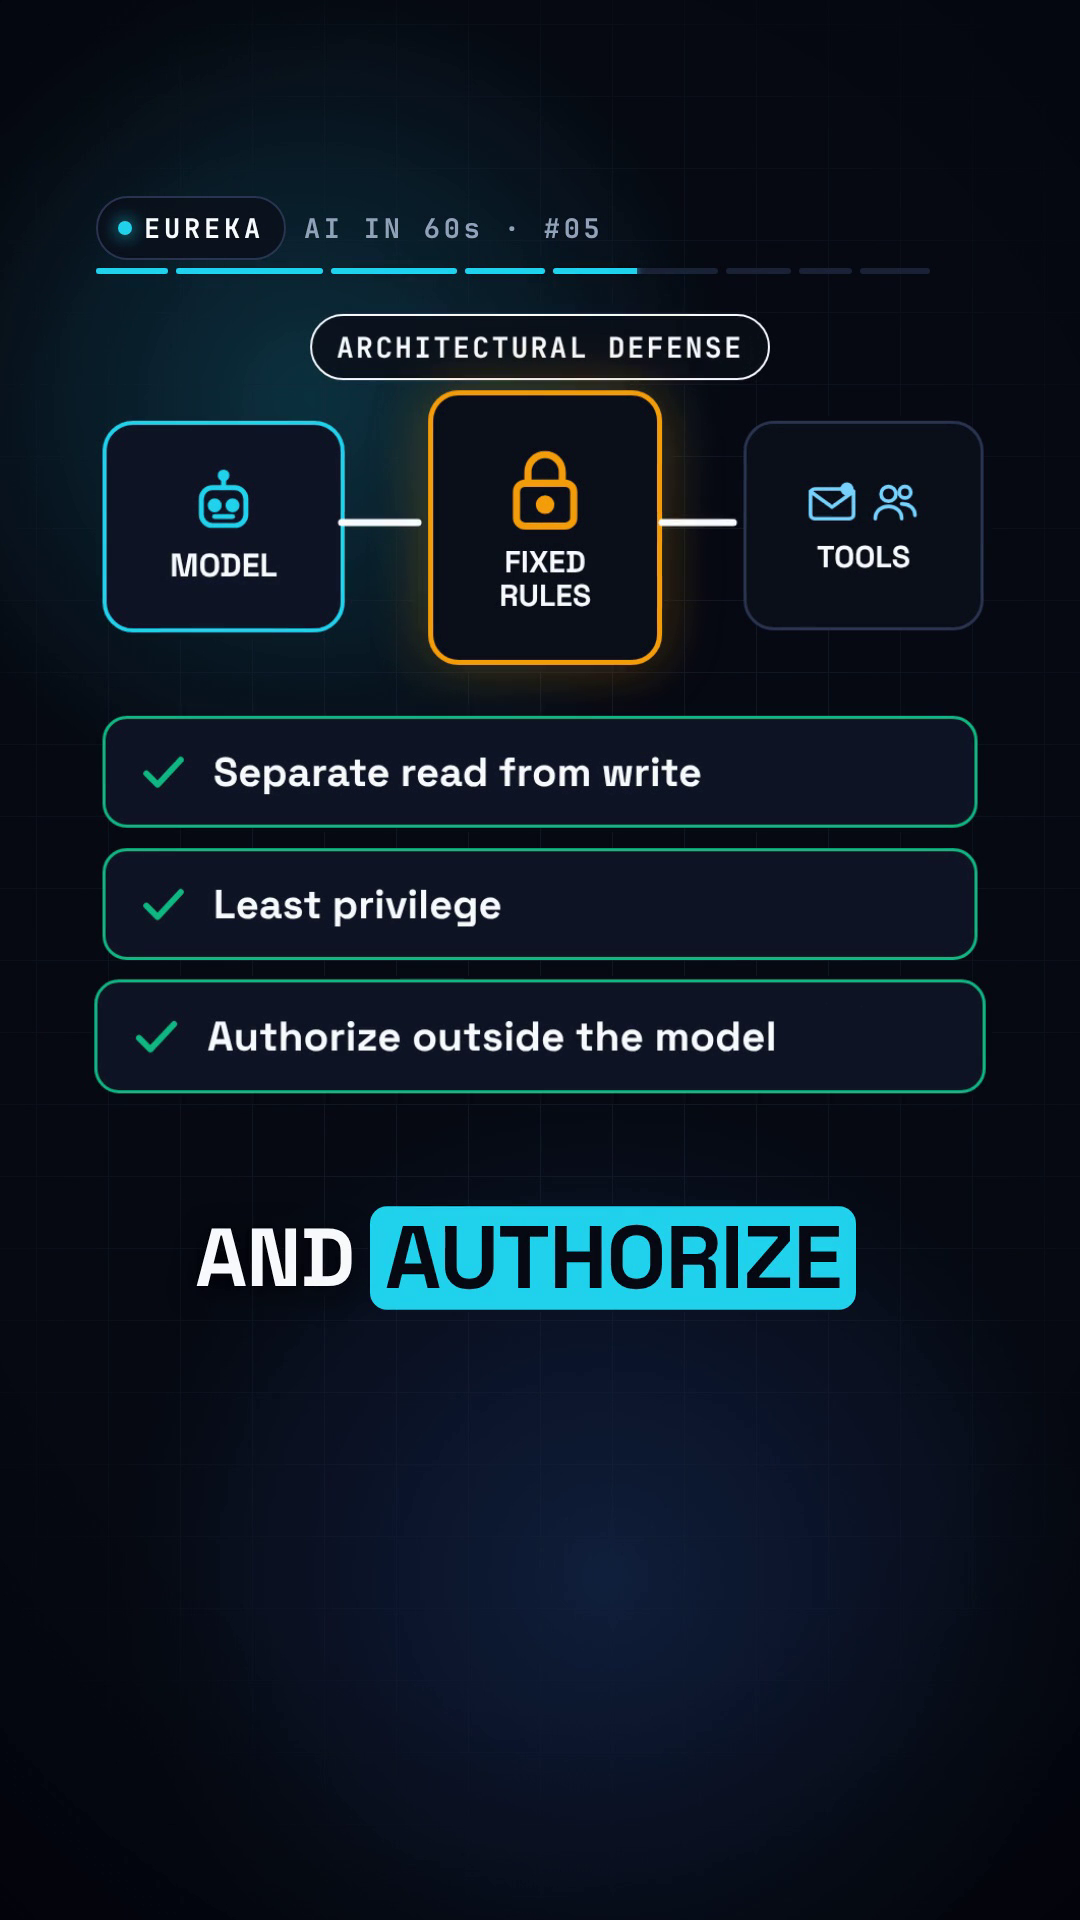 EUREKA AI IN 60s · #05
ARCHITECTURAL DEFENSE
MODEL
FIXED
RULES
TOOLS
Separate read from write
Least privilege
Authorize outside the model
AND AUTHORIZE